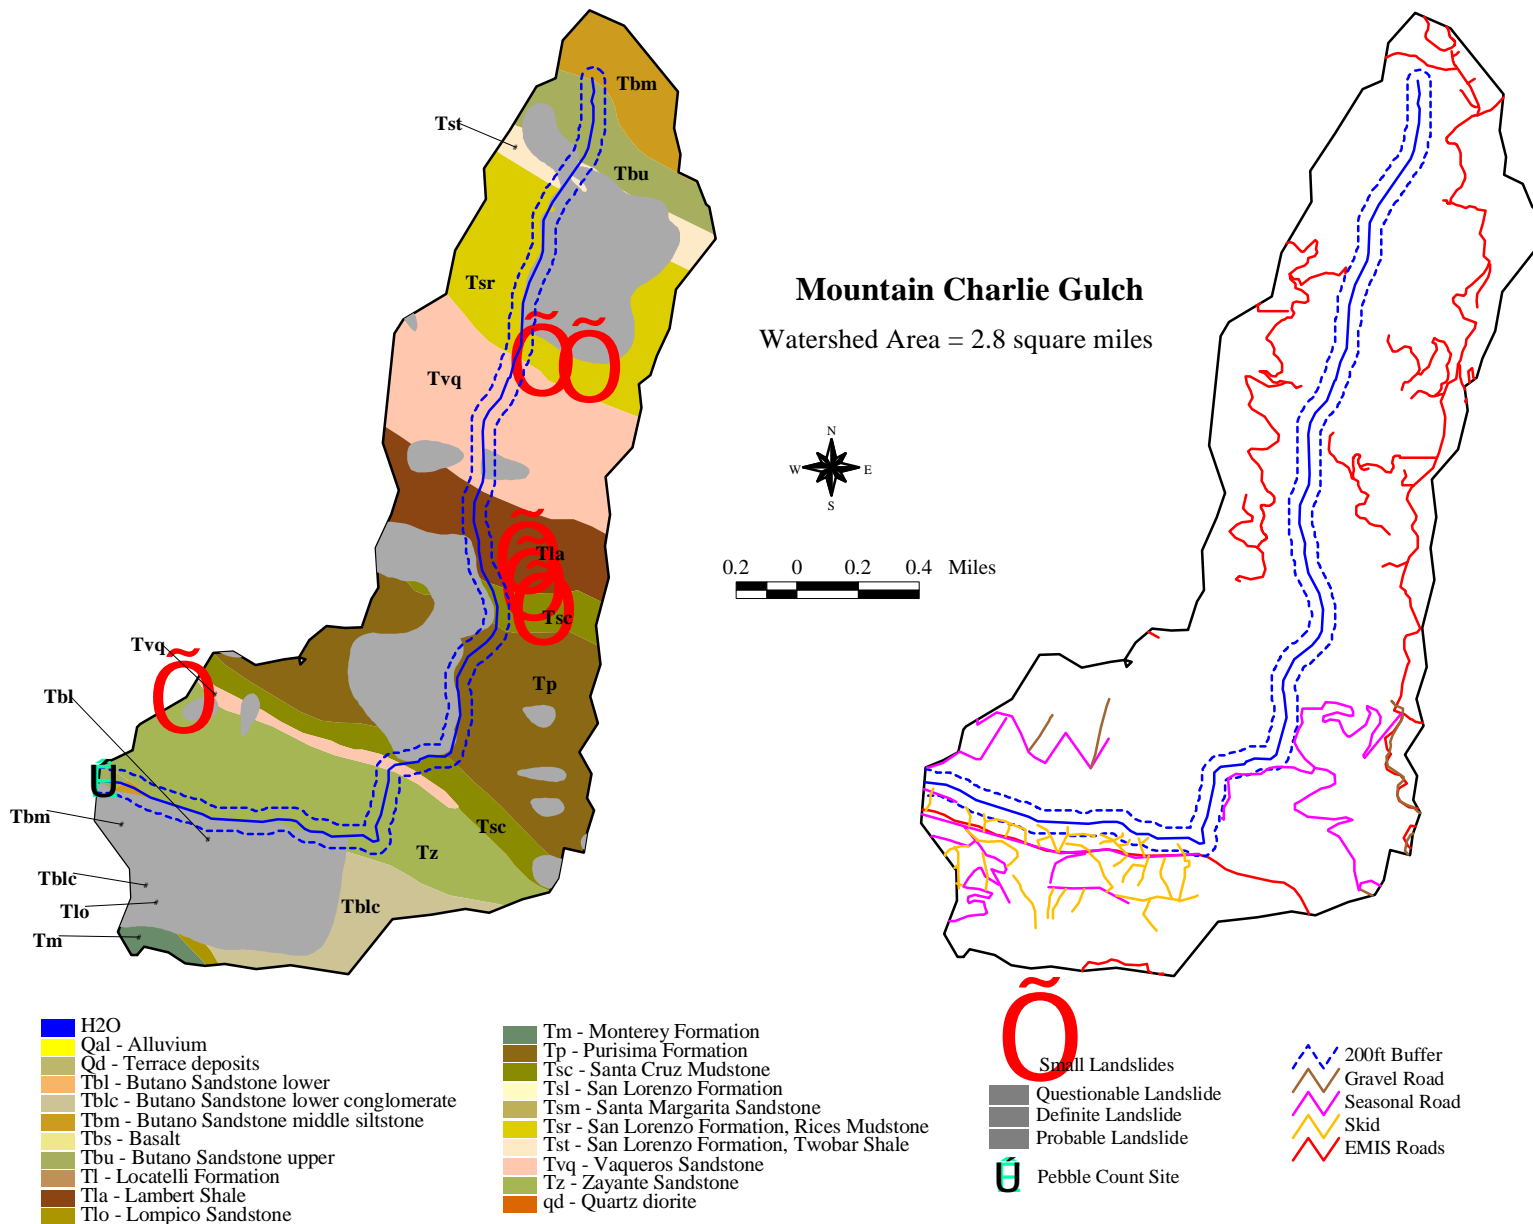 Tbm
Tst
Tbu
Tsr
Mountain Charlie Gulch
Watershed Area = 2.8 square miles
Tvq
N
W
E
S
Õ
Õ
Õ
Õ
Õ
Tla
0.2 0 0.2 0.4 Miles
Tsc
Tvq
Õ
Tbl
Tp
Ú
Tbm
Tsc
Tz
Tblc
Tlo
Tblc
Tm
H2O
Qal - Alluvium
Qd - Terrace deposits
Tbl - Butano Sandstone lower
Tblc - Butano Sandstone lower conglomerate
Tbm - Butano Sandstone middle siltstone
Tbs - Basalt
Tbu - Butano Sandstone upper
Tl - Locatelli Formation
Tla - Lambert Shale
Tlo - Lompico Sandstone
Tm - Monterey Formation
Tp - Purisima Formation
Tsc - Santa Cruz Mudstone
Tsl - San Lorenzo Formation
Tsm - Santa Margarita Sandstone
Tsr - San Lorenzo Formation, Rices Mudstone
Tst - San Lorenzo Formation, Twobar Shale
Tvq - Vaqueros Sandstone
Tz - Zayante Sandstone
qd - Quartz diorite
Õ
Small Landslides
Questionable Landslide
Definite Landslide
Probable Landslide
Ú
Pebble Count Site
200ft Buffer
Gravel Road
Seasonal Road
Skid
EMIS Roads